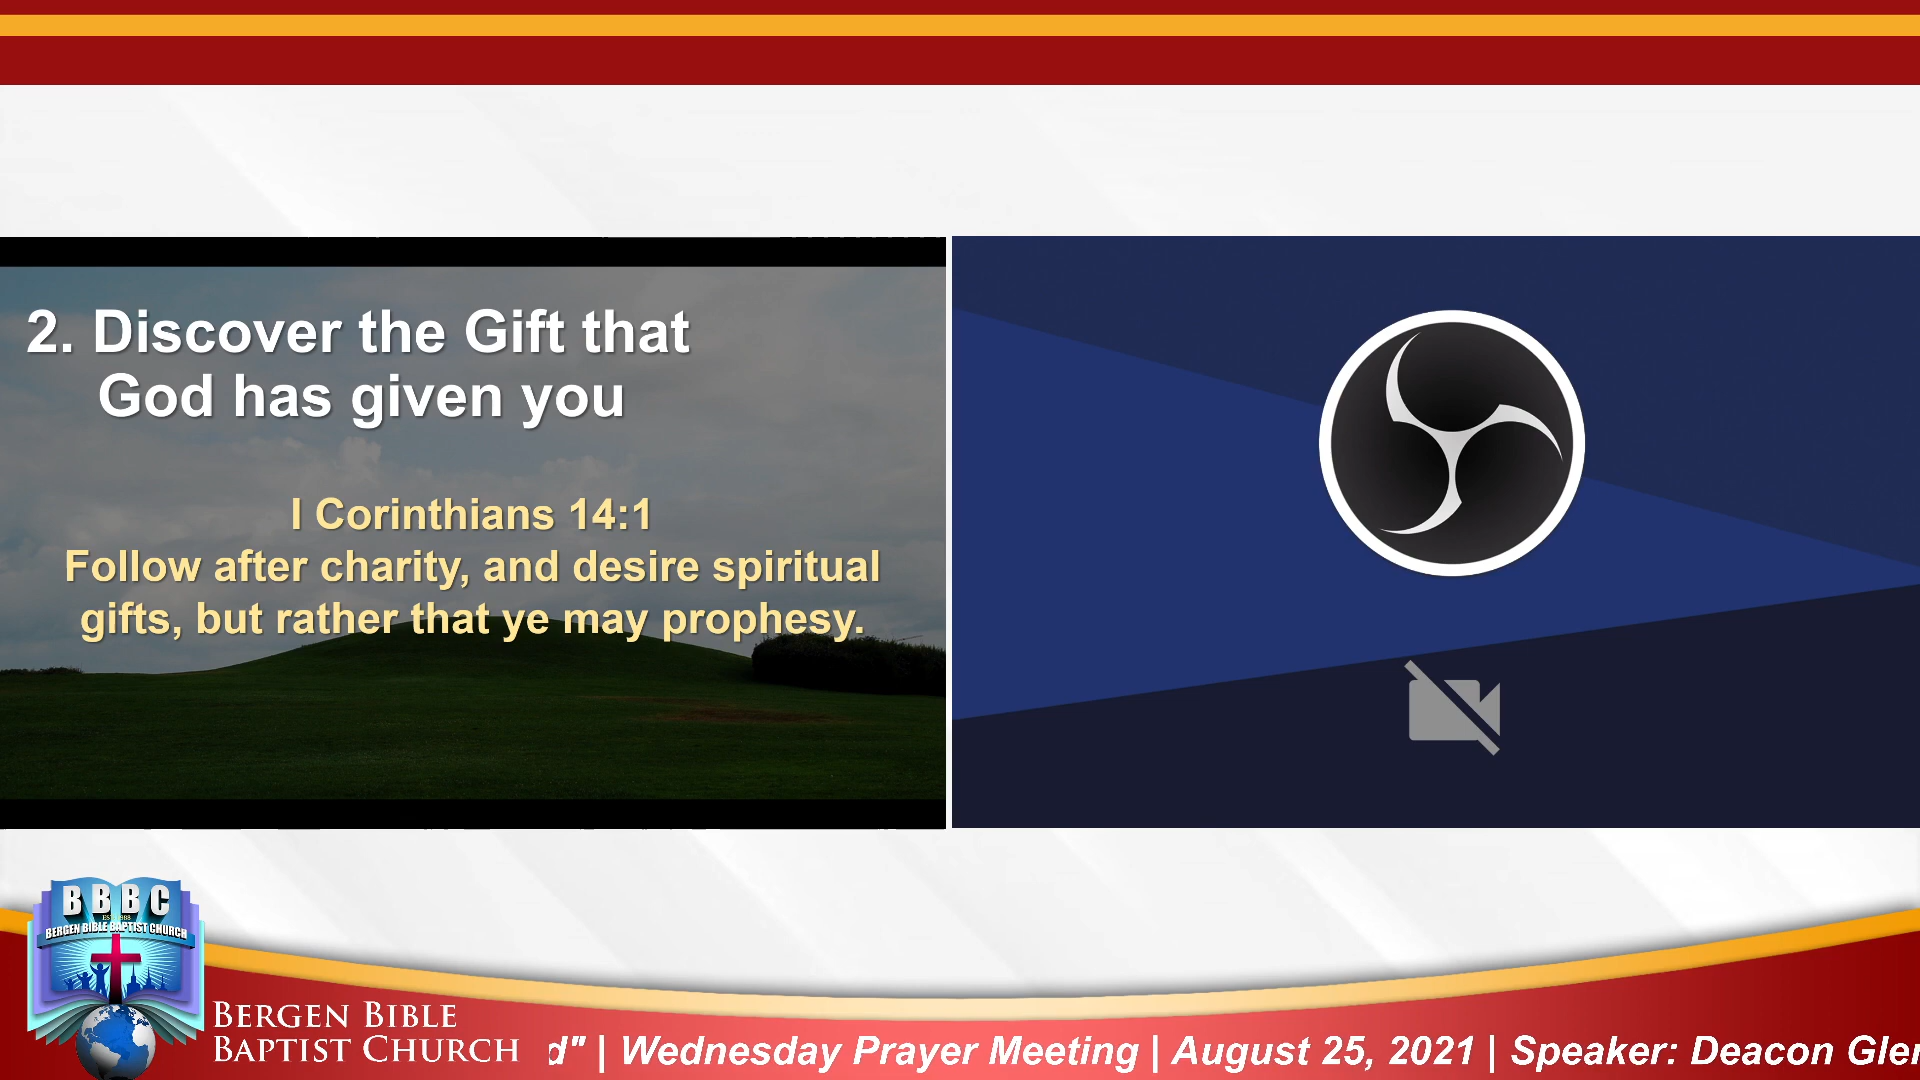 2. Discover the Gift that
God has given you
I Corinthians 14:1
Follow after charity, and desire spiritual
gifts, but rather that ye may prophesy.
B B B C
BERGEN BIBLE BAPTIST CHURCH
BERGEN BIBLE
BAPTIST CHURCH
d" | Wednesday Prayer Meeting | August 25, 2021 | Speaker: Deacon